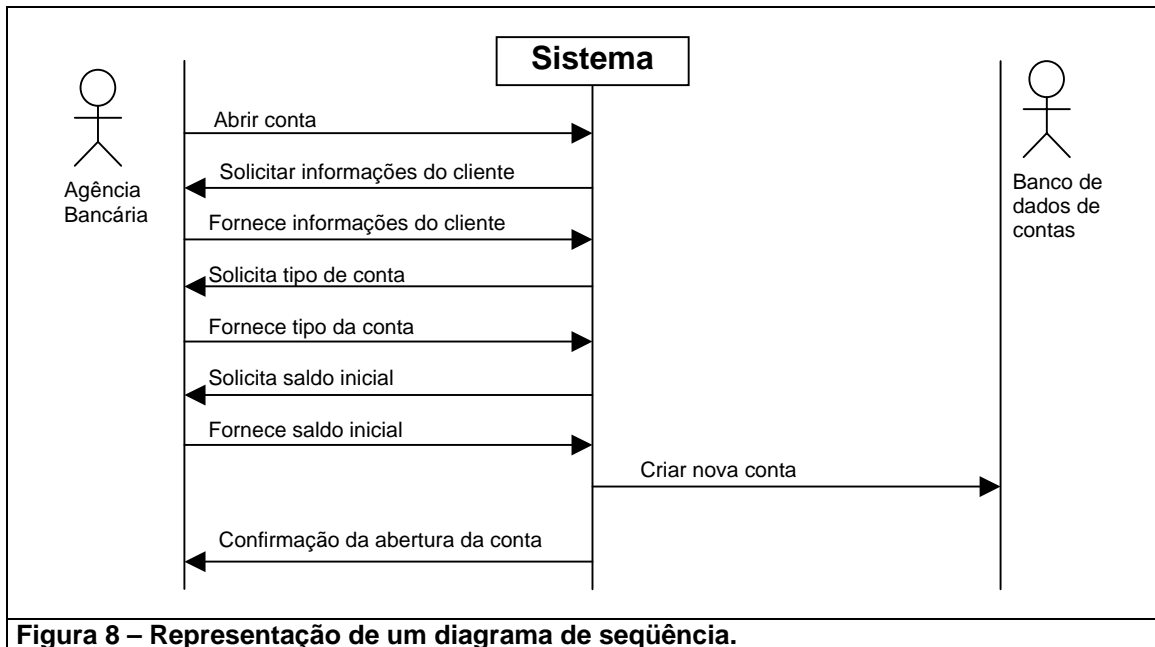 Sistema
Abrir conta
Solicitar informações do cliente
Agência
Bancária
Banco de
dados de
contas
Fornece informações do cliente
Solicita tipo de conta
Fornece tipo da conta
Solicita saldo inicial
Fornece saldo inicial
Criar nova conta
Confirmação da abertura da conta
Figura 8 – Representação de um diagrama de seqüência.